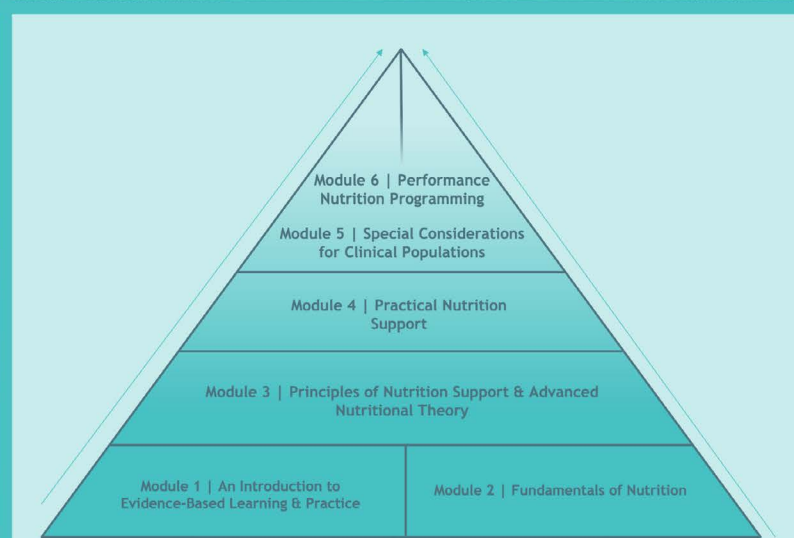 Module 6 | Performance
Nutrition Programming
Module 5 | Special Considerations
for Clinical Populations
Module 4 | Practical Nutrition
Support
Module 3 | Principles of Nutrition Support & Advanced
Nutritional Theory
Module 1 | An Introduction to
Evidence-Based Learning & Practice
Module 2 | Fundamentals of Nutrition